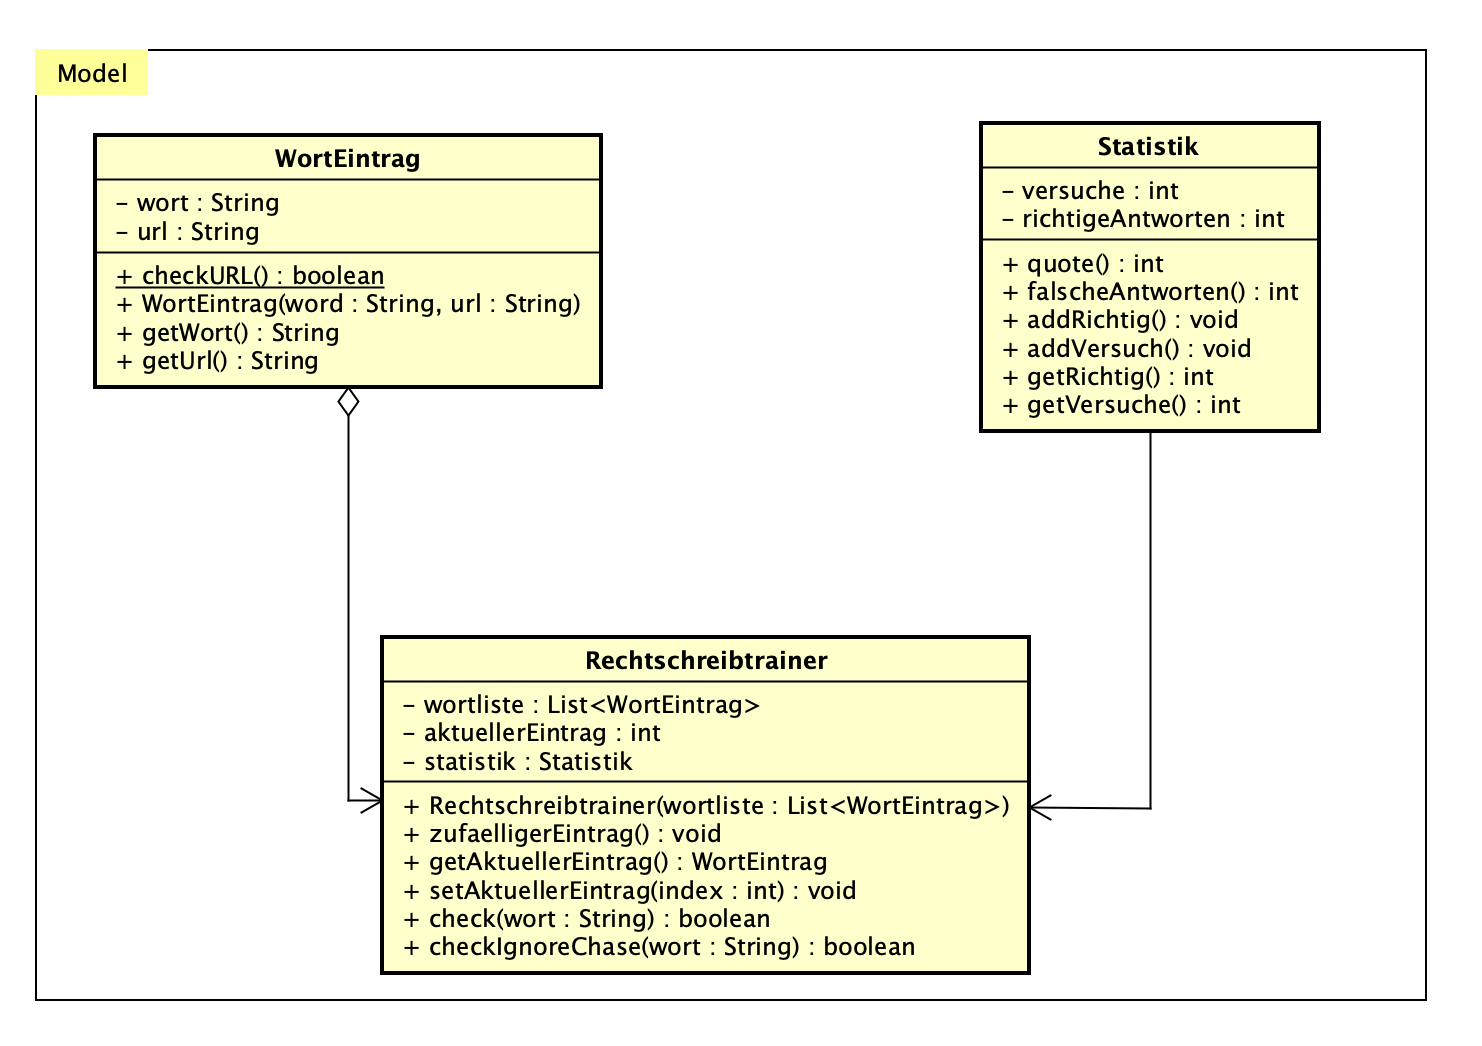 Model
WortEintrag
- wort : String
- url : String
+ checkURL() : boolean
+ WortEintrag(word : String, url : String)
+ getWort() : String
+ getUrl() : String
Statistik
- versuche : int
- richtigeAntworten : int
+ quote() : int
+ falscheAntworten() : int
+ addRichtig() : void
+ addVersuch() : void
+ getRichtig() : int
+ getVersuche() : int
Rechtschreibtrainer
- wortliste : List<WortEintrag>
- aktuellerEintrag : int
- statistik : Statistik
+ Rechtschreibtrainer(wortliste : List<WortEintrag>)
+ zufaelligerEintrag() : void
+ getAktuellerEintrag() : WortEintrag
+ setAktuellerEintrag(index : int) : void
+ check(wort : String) : boolean
+ checkIgnoreChase(wort : String) : boolean